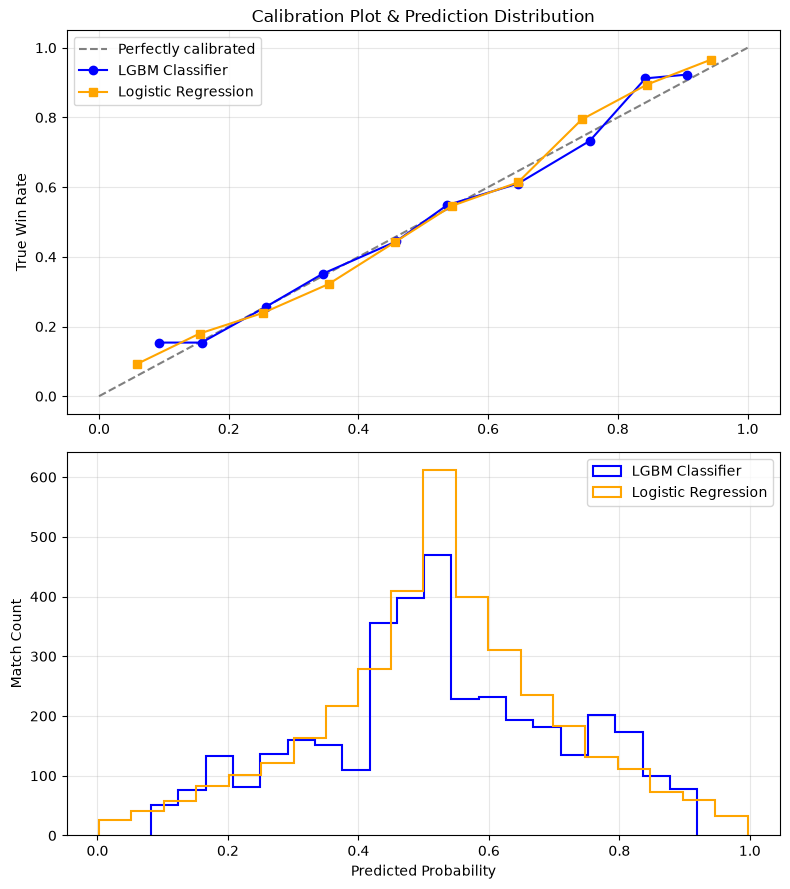 Calibration Plot & Prediction Distribution
Perfectly calibrated
LGBM Classifier
Logistic Regression
True Win Rate
1.0
0.8
0.6
0.4
0.2
0.0
0.0 0.2 0.4 0.6 0.8 1.0
LGBM Classifier
Logistic Regression
Match Count
600
500
400
300
200
100
0
0.0 0.2 0.4 0.6 0.8 1.0
Predicted Probability